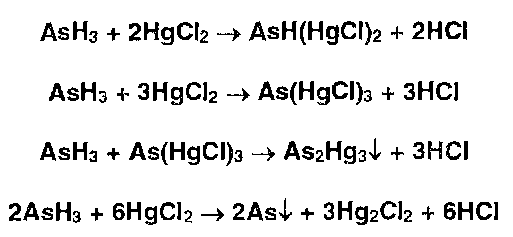 AsH₃ + 2HgCl₂ → AsH(HgCl)₂ + 2HCl
AsH₃ + 3HgCl₂ → As(HgCl)₃ + 3HCl
AsH₃ + As(HgCl)₃ → As₂Hg₃↓ + 3HCl
2AsH₃ + 6HgCl₂ → 2As↓ + 3Hg₂Cl₂ + 6HCl